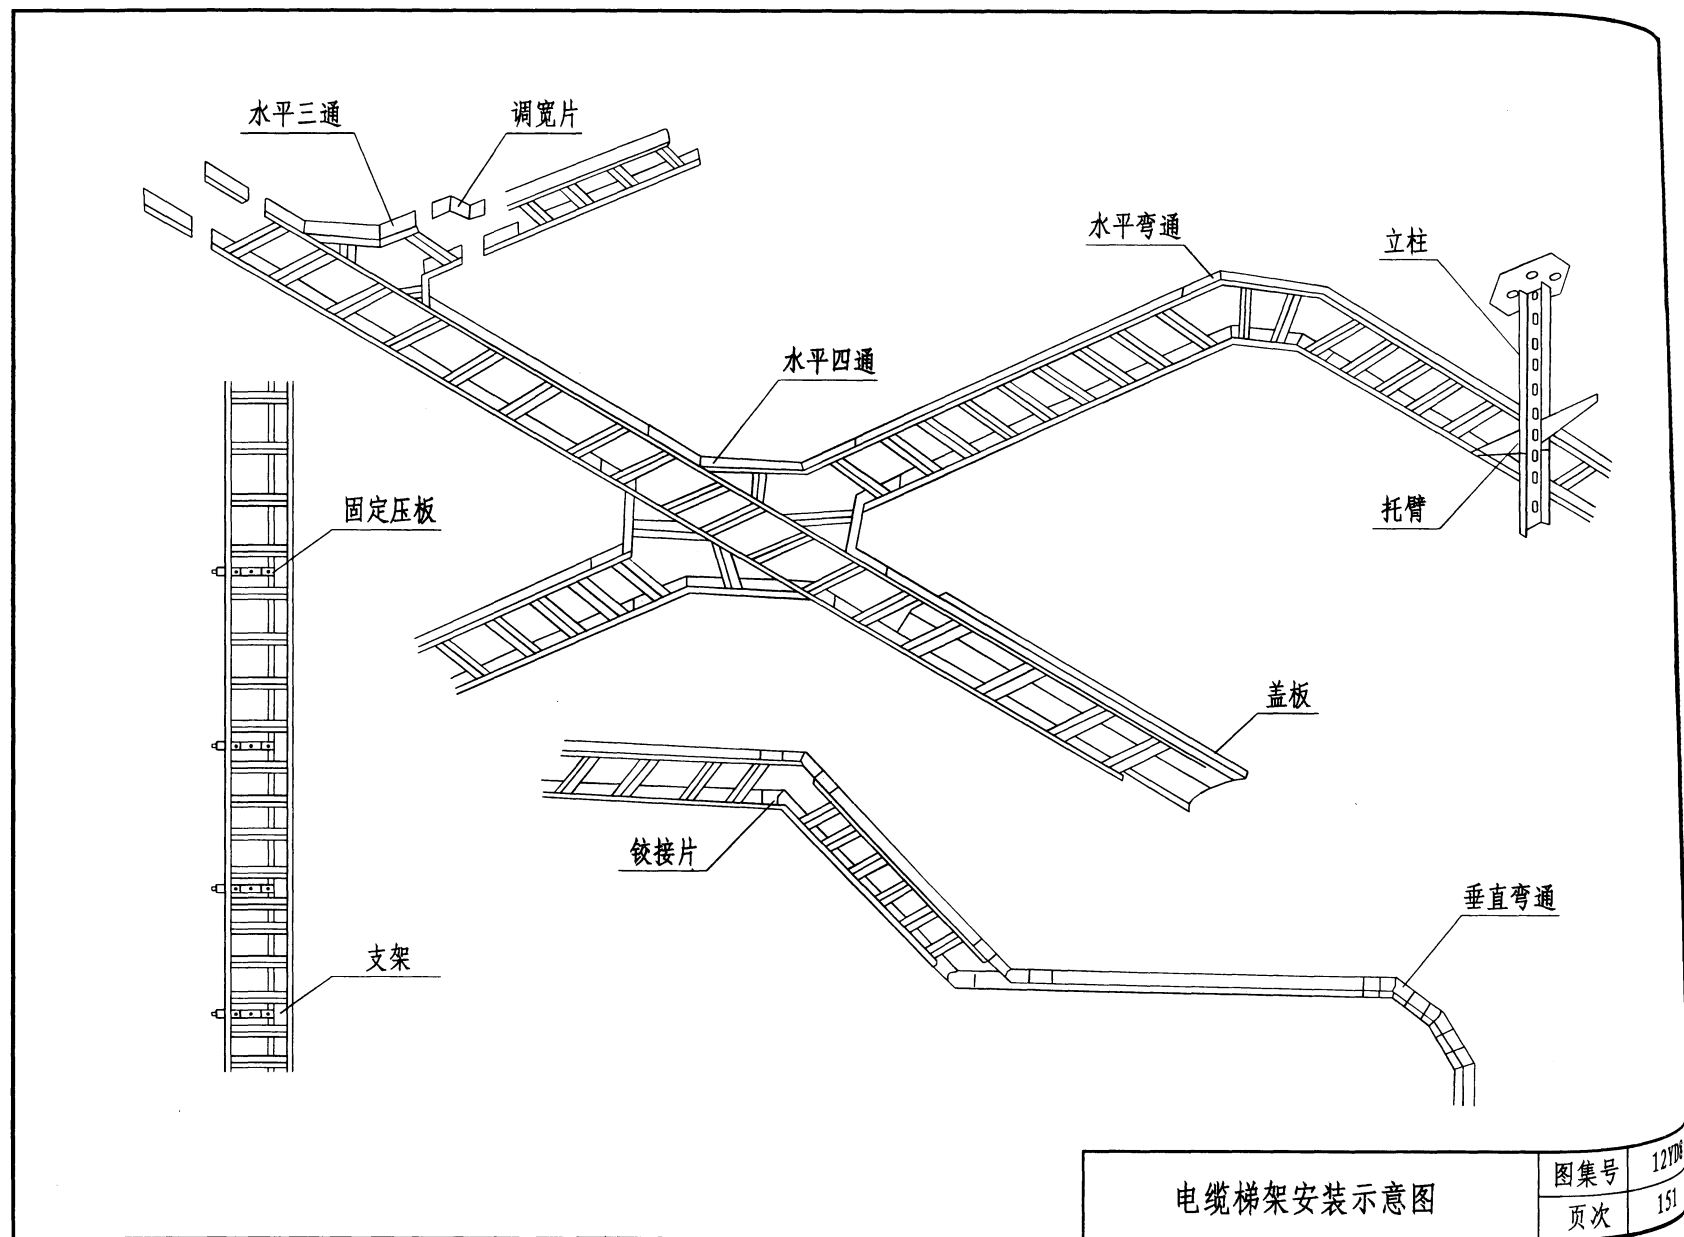 水平三通
调宽片
水平弯通
立柱
水平四通
固定压板
托臂
盖板
铰接片
垂直弯通
支架
电缆梯架安装示意图
图集号
12YD8
页次
151